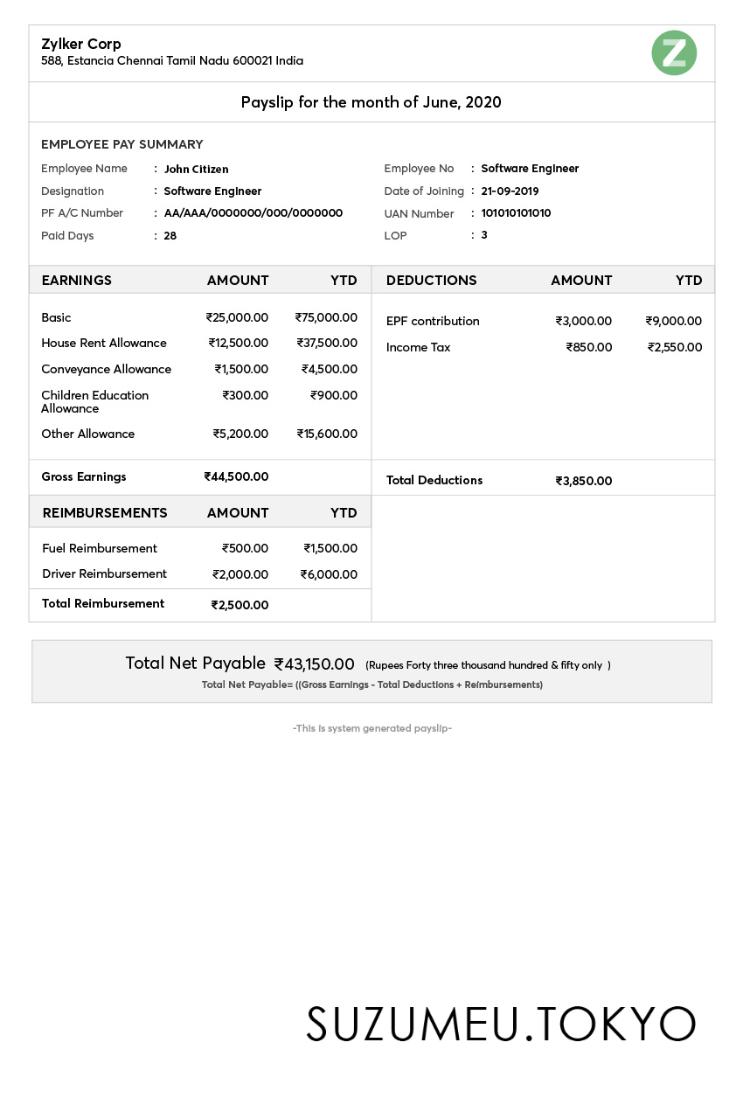 Zylker Corp
588, Estancia Chennai Tamil Nadu 600021 India
Z
Payslip for the month of June, 2020
EMPLOYEE PAY SUMMARY
Employee Name : John Citizen
Employee No : Software Engineer
Designation : Software Engineer
Date of Joining : 21-09-2019
PF A/C Number : AA/AAA/0000000/000/0000000
UAN Number : 101010101010
Paid Days : 28
LOP : 3
EARNINGS AMOUNT YTD
Basic ₹25,000.00 ₹75,000.00
House Rent Allowance ₹12,500.00 ₹37,500.00
Conveyance Allowance ₹1,500.00 ₹4,500.00
Children Education ₹300.00 ₹900.00
Allowance
Other Allowance ₹5,200.00 ₹15,600.00
Gross Earnings ₹44,500.00
DEDUCTIONS AMOUNT YTD
EPF contribution ₹3,000.00 ₹9,000.00
Income Tax ₹850.00 ₹2,550.00
Total Deductions ₹3,850.00
REIMBURSEMENTS AMOUNT YTD
Fuel Reimbursement ₹500.00 ₹1,500.00
Driver Reimbursement ₹2,000.00 ₹6,000.00
Total Reimbursement ₹2,500.00
Total Net Payable ₹43,150.00 (Rupees Forty three thousand hundred & fifty only )
Total Net Payable= ((Gross Earnings - Total Deductions + Reimbursements)
-This is system generated payslip-
SUZUMEU.TOKYO